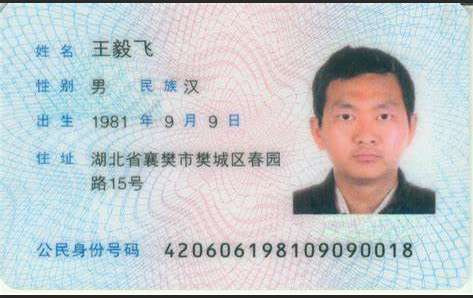 姓名 王毅飞
性别 男 民族 汉
出生 1981 年 9 月 9 日
住址 湖北省襄樊市樊城区春园
路15号
公民身份号码 420606198109090018